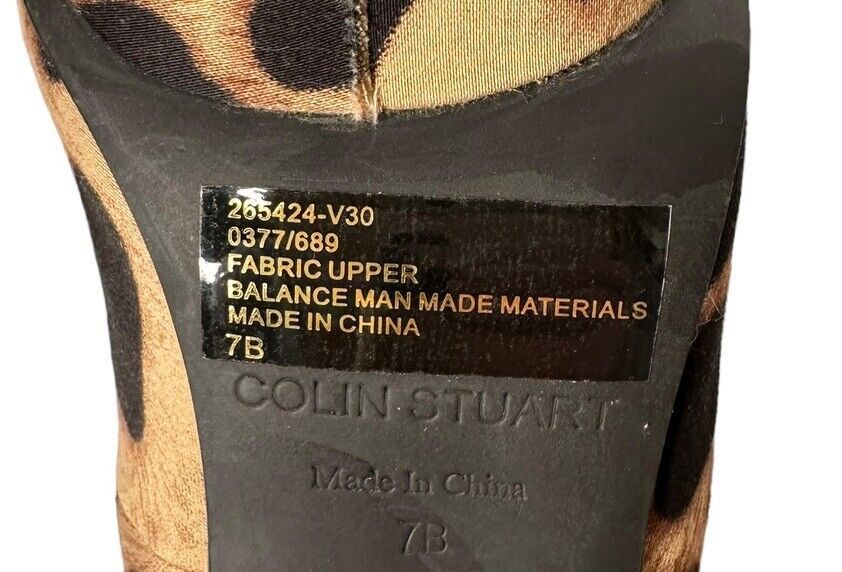 265424-V30
0377/689
FABRIC UPPER
BALANCE MAN MADE MATERIALS
MADE IN CHINA
7B
COLIN STUART
Made In China
7B